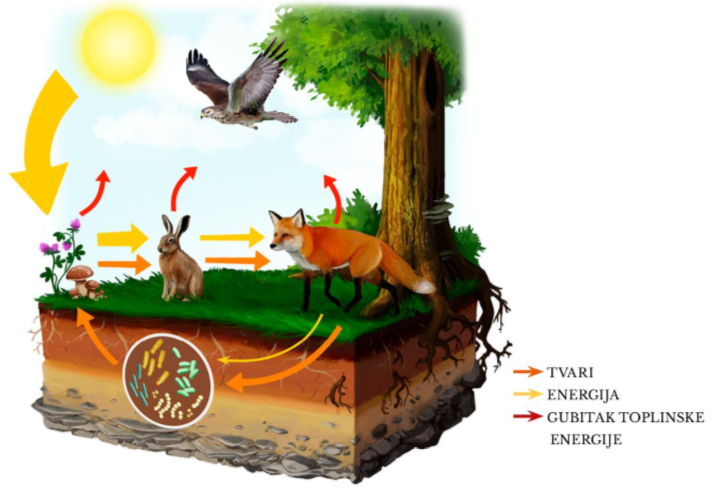 TVARI
ENERGIJA
GUBITAK TOPLINSKE
ENERGIJE